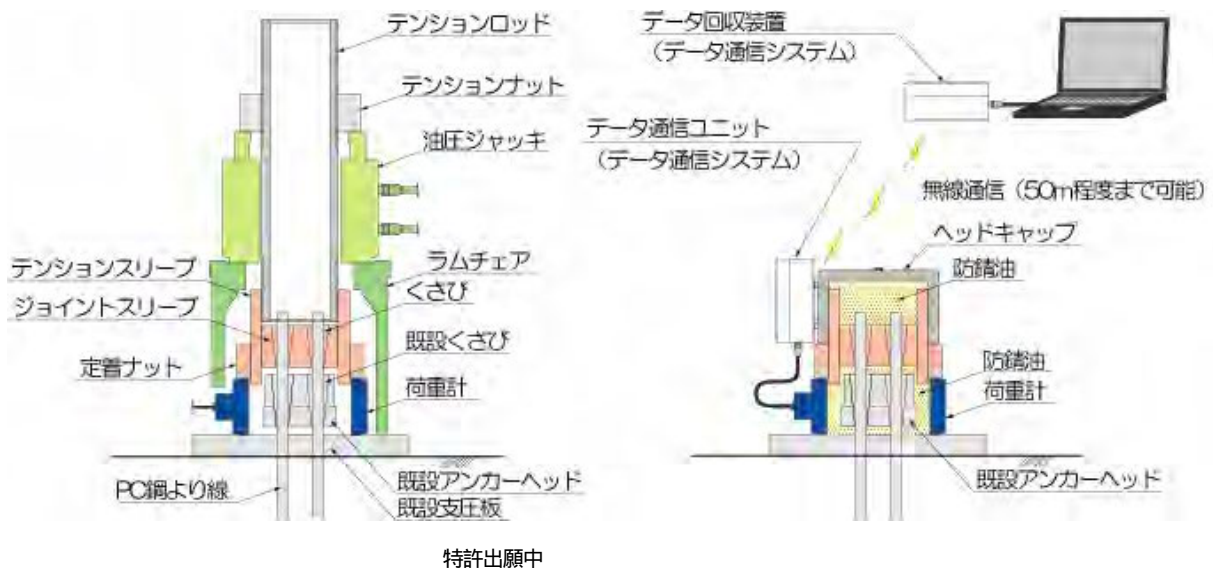 テンションロッド
テンションナット
油圧ジャッキ
テンションスリーブ
ラムチェア
ジョイントスリーブ
くさび
既設くさび
定着ナット
荷重計
PC鋼より線
既設アンカーヘッド
既設支圧板
データ回収装置
(データ通信システム)
データ通信ユニット
(データ通信システム)
無線通信(50m程度まで可能)
ヘッドキャップ
防錆油
防錆油
荷重計
既設アンカーヘッド
特許出願中